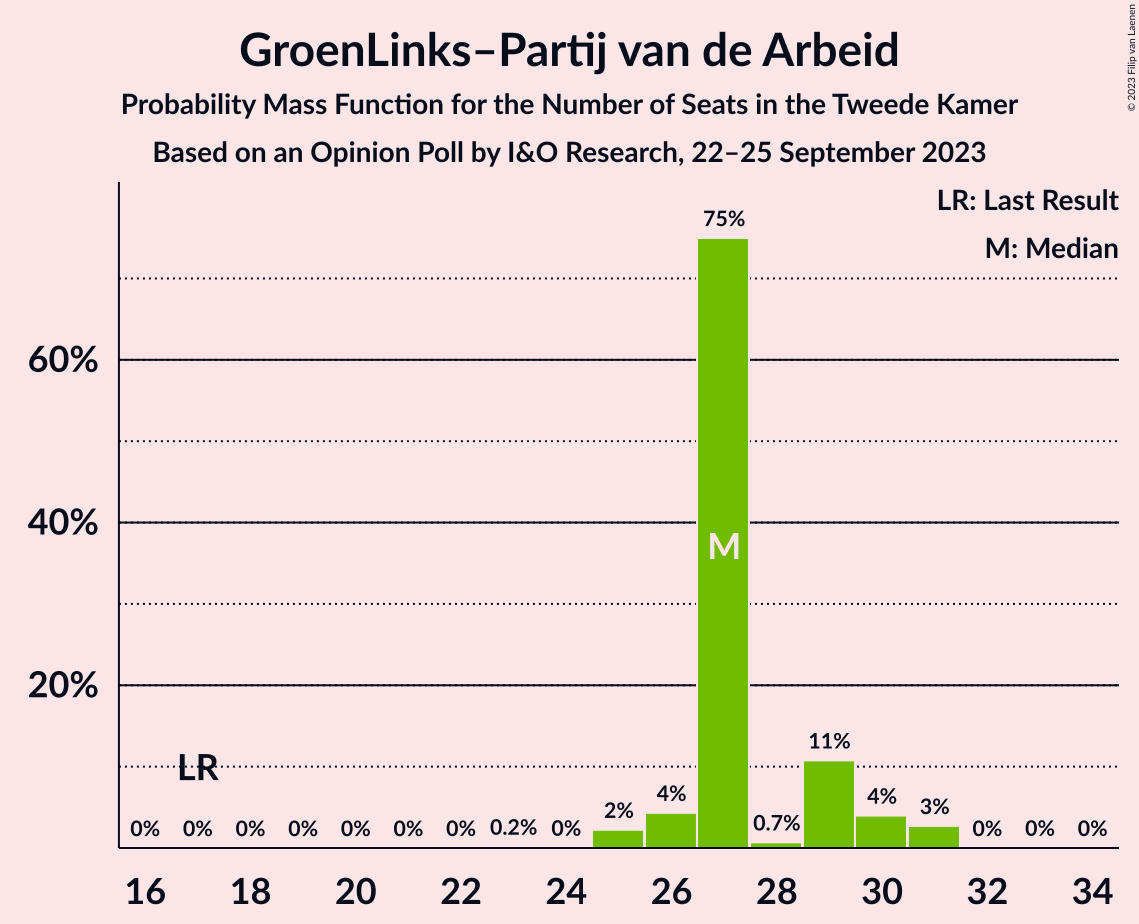 GroenLinks–Partij van de Arbeid
Probability Mass Function for the Number of Seats in the Tweede Kamer
Based on an Opinion Poll by I&O Research, 22–25 September 2023
© 2023 Filip van Laenen
LR: Last Result
M: Median
75%
60%
40%
M
20%
LR
11%
0% 0% 0% 0% 0% 0% 0% 0.2% 0% 2% 4% 0.7% 4% 3% 0% 0% 0%
16 18 20 22 24 26 28 30 32 34